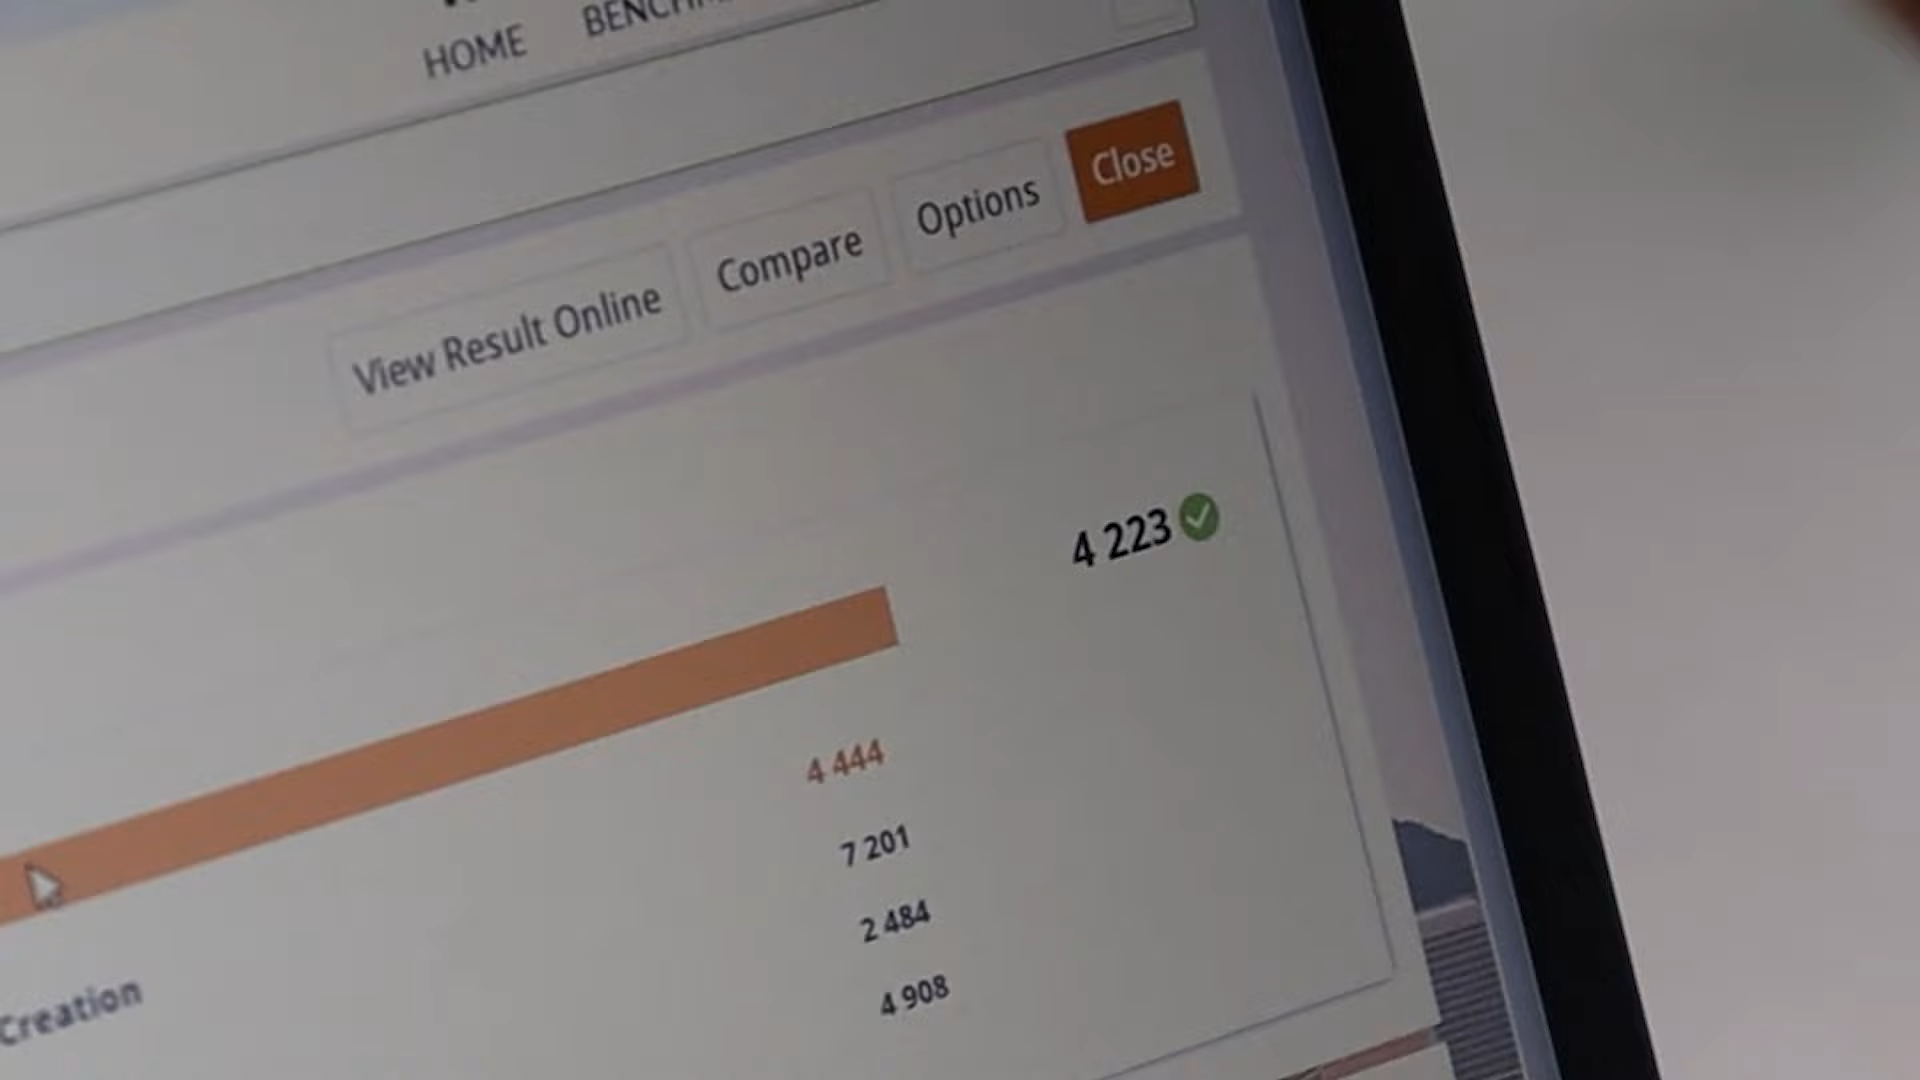 HOME
View Result Online Compare Options Close
4 223
4 444
7 201
2 484
Creation
4 908